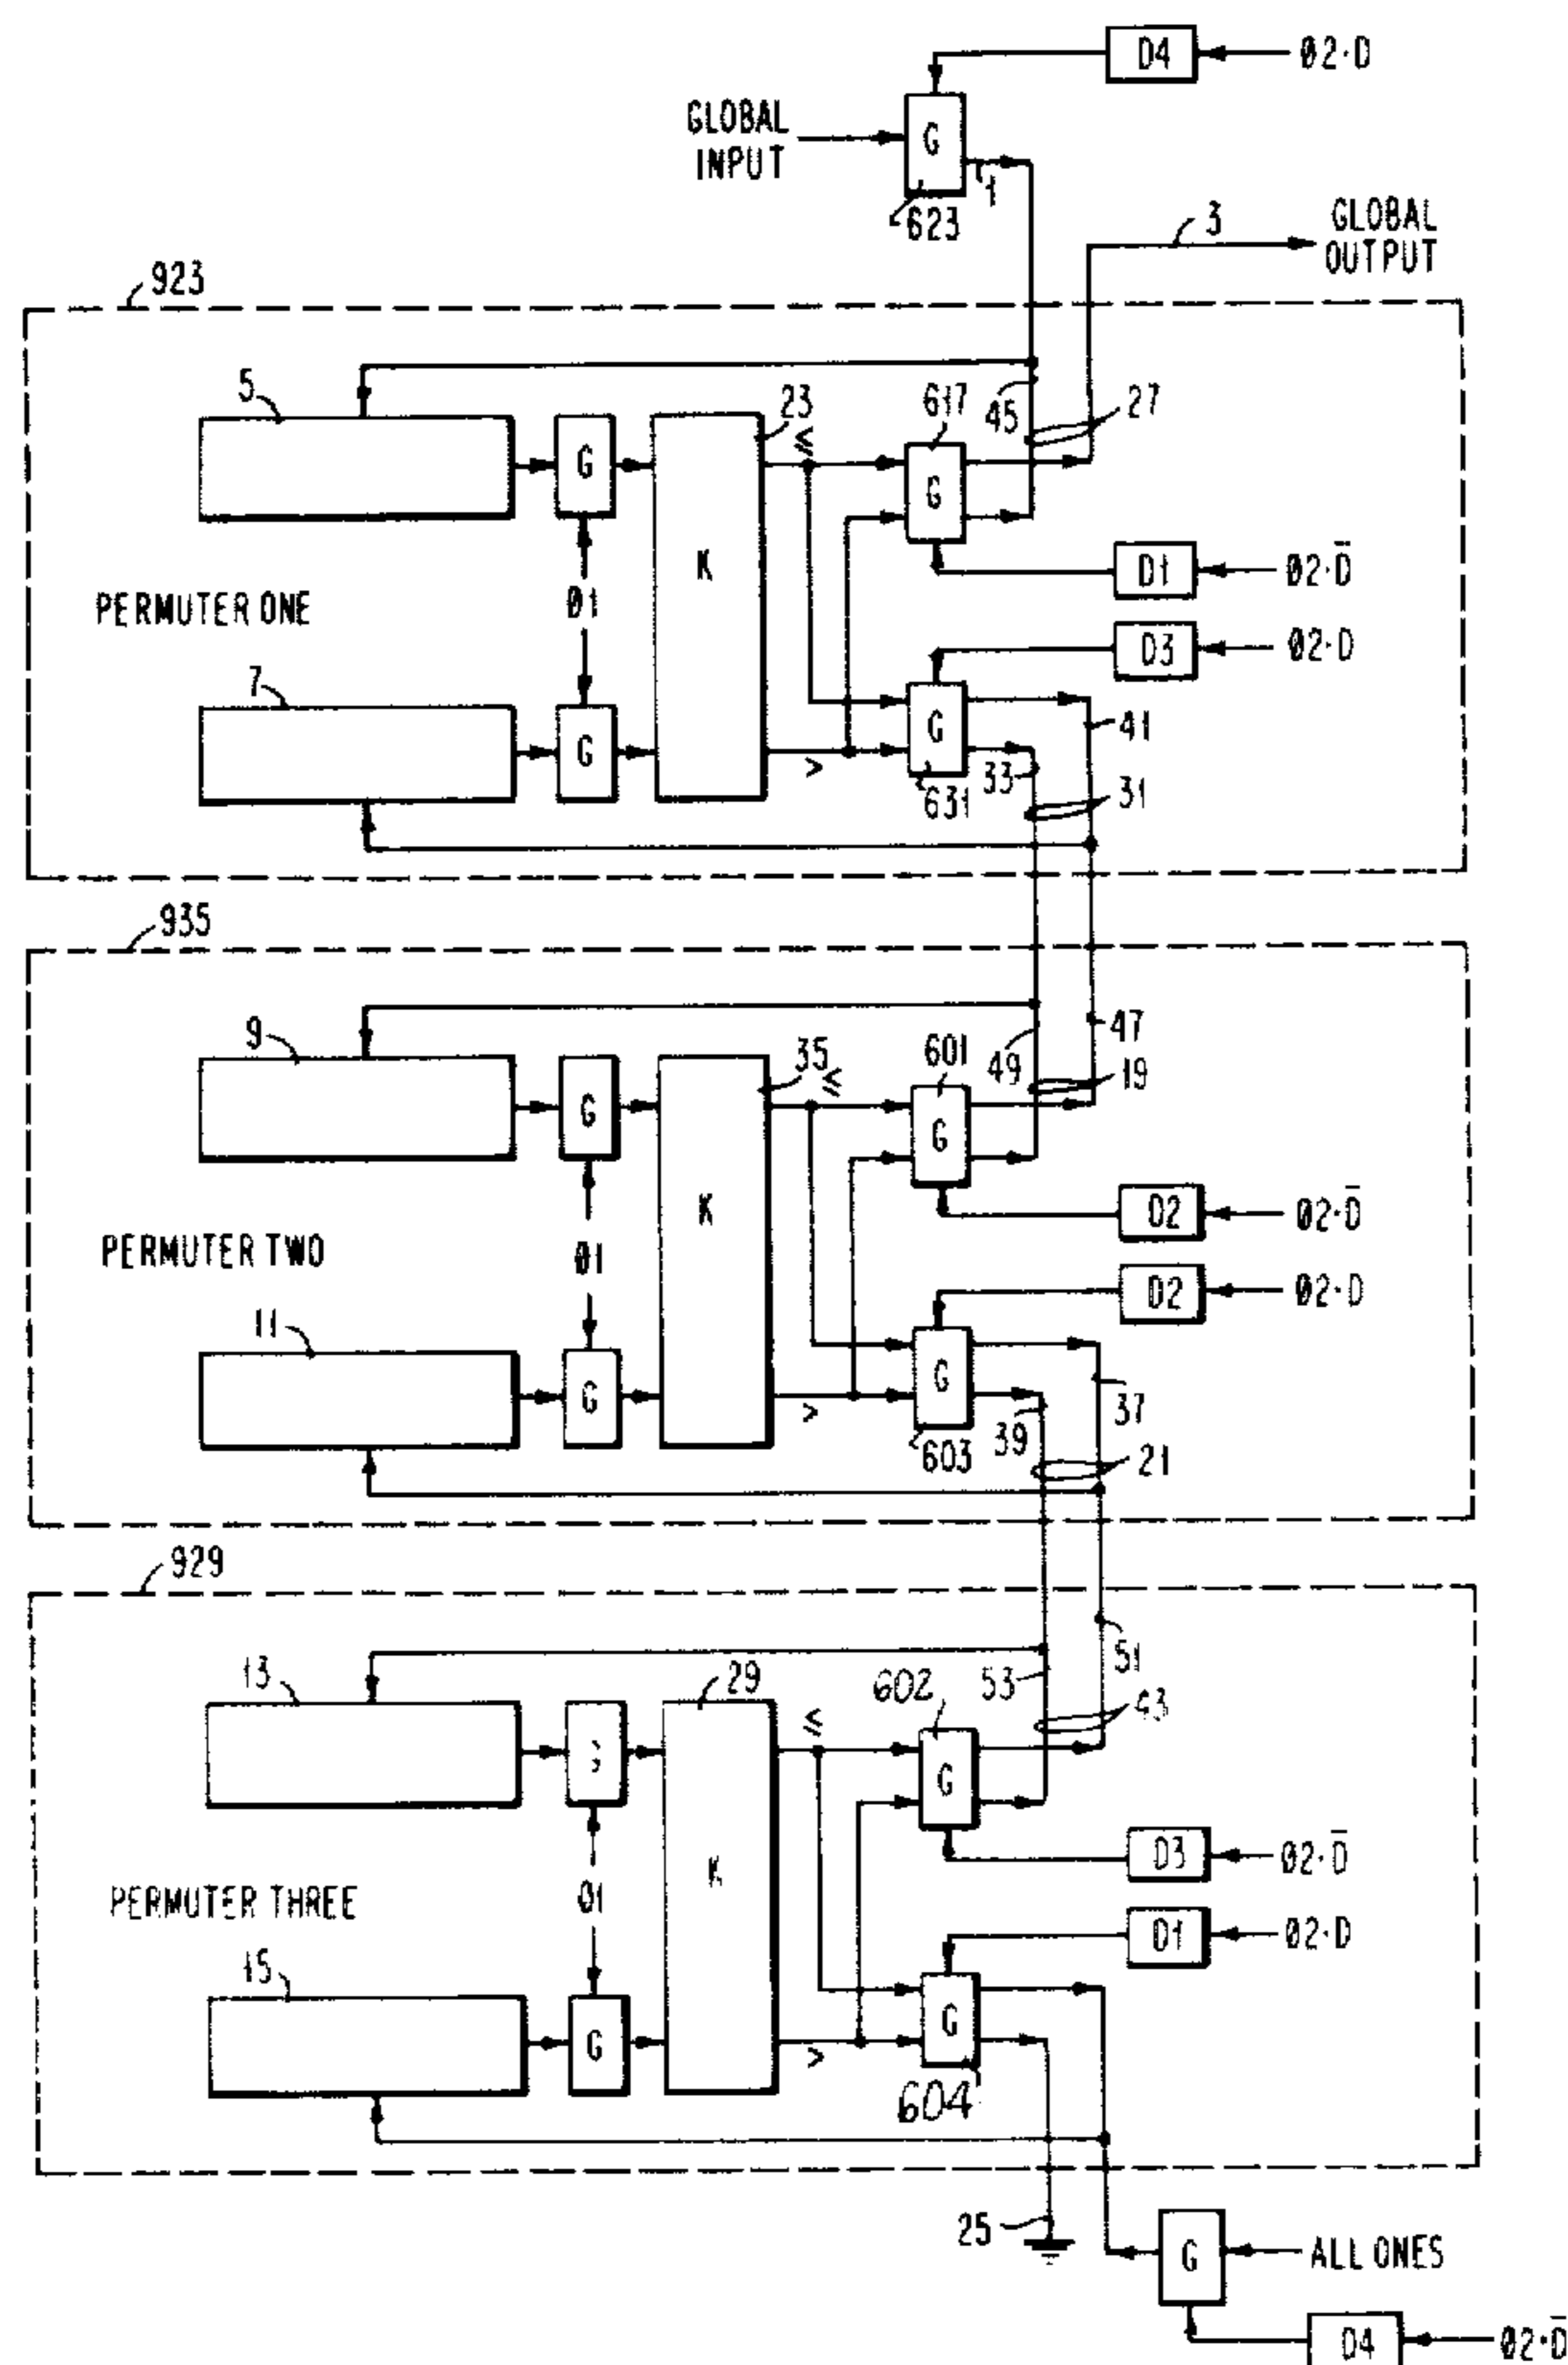 D4
Ø2·D
GLOBAL
INPUT
G
1
623
3
GLOBAL
OUTPUT
923
5
G
23
≤
617
G
45
27
K
D1
Ø2·D̄
PERMUTER ONE
Ø1
D3
Ø2·D
7
G
>
G
631
33
41
31
935
9
G
35
≤
601
G
49
47
19
K
D2
Ø2·D̄
PERMUTER TWO
Ø1
D2
Ø2·D
11
G
>
G
603
39
37
21
929
13
G
29
≤
602
G
53
51
43
K
D3
Ø2·D̄
PERMUTER THREE
Ø1
D1
Ø2·D
15
G
>
G
604
25
G
ALL ONES
D4
Ø2·D̄